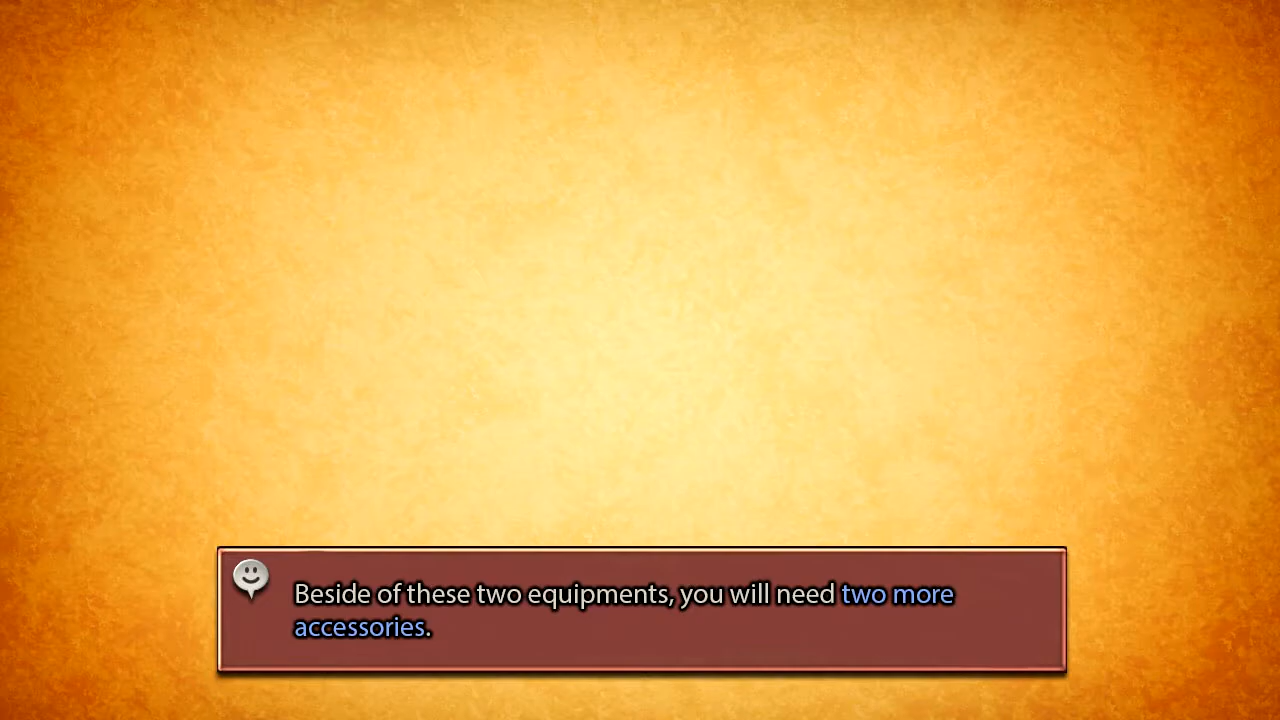 Beside of these two equipments, you will need two more
accessories.